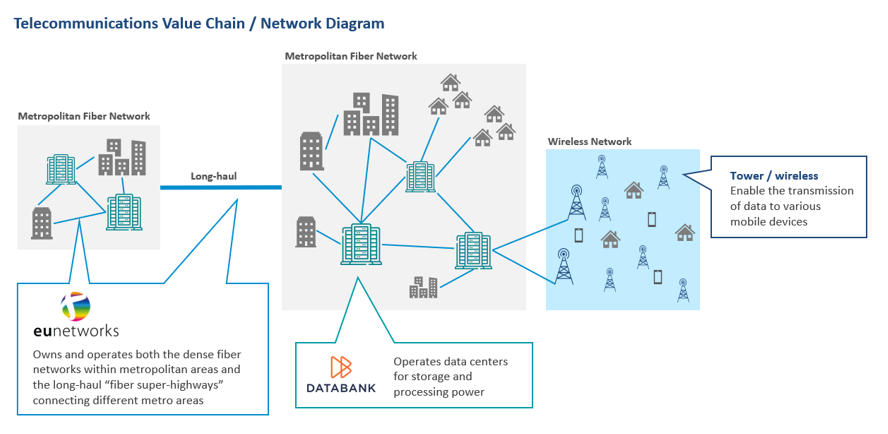 Telecommunications Value Chain / Network Diagram
Metropolitan Fiber Network
Metropolitan Fiber Network
Wireless Network
Long-haul
Tower / wireless
Enable the transmission
of data to various
mobile devices
eunetworks
Owns and operates both the dense fiber
networks within metropolitan areas and
the long-haul “fiber super-highways”
connecting different metro areas
DATABANK
Operates data centers
for storage and
processing power